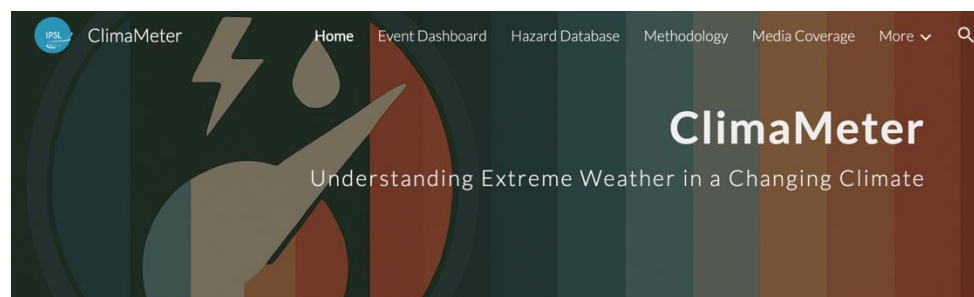 IPSL
ClimaMeter
Home Event Dashboard Hazard Database Methodology Media Coverage More
ClimaMeter
Understanding Extreme Weather in a Changing Climate